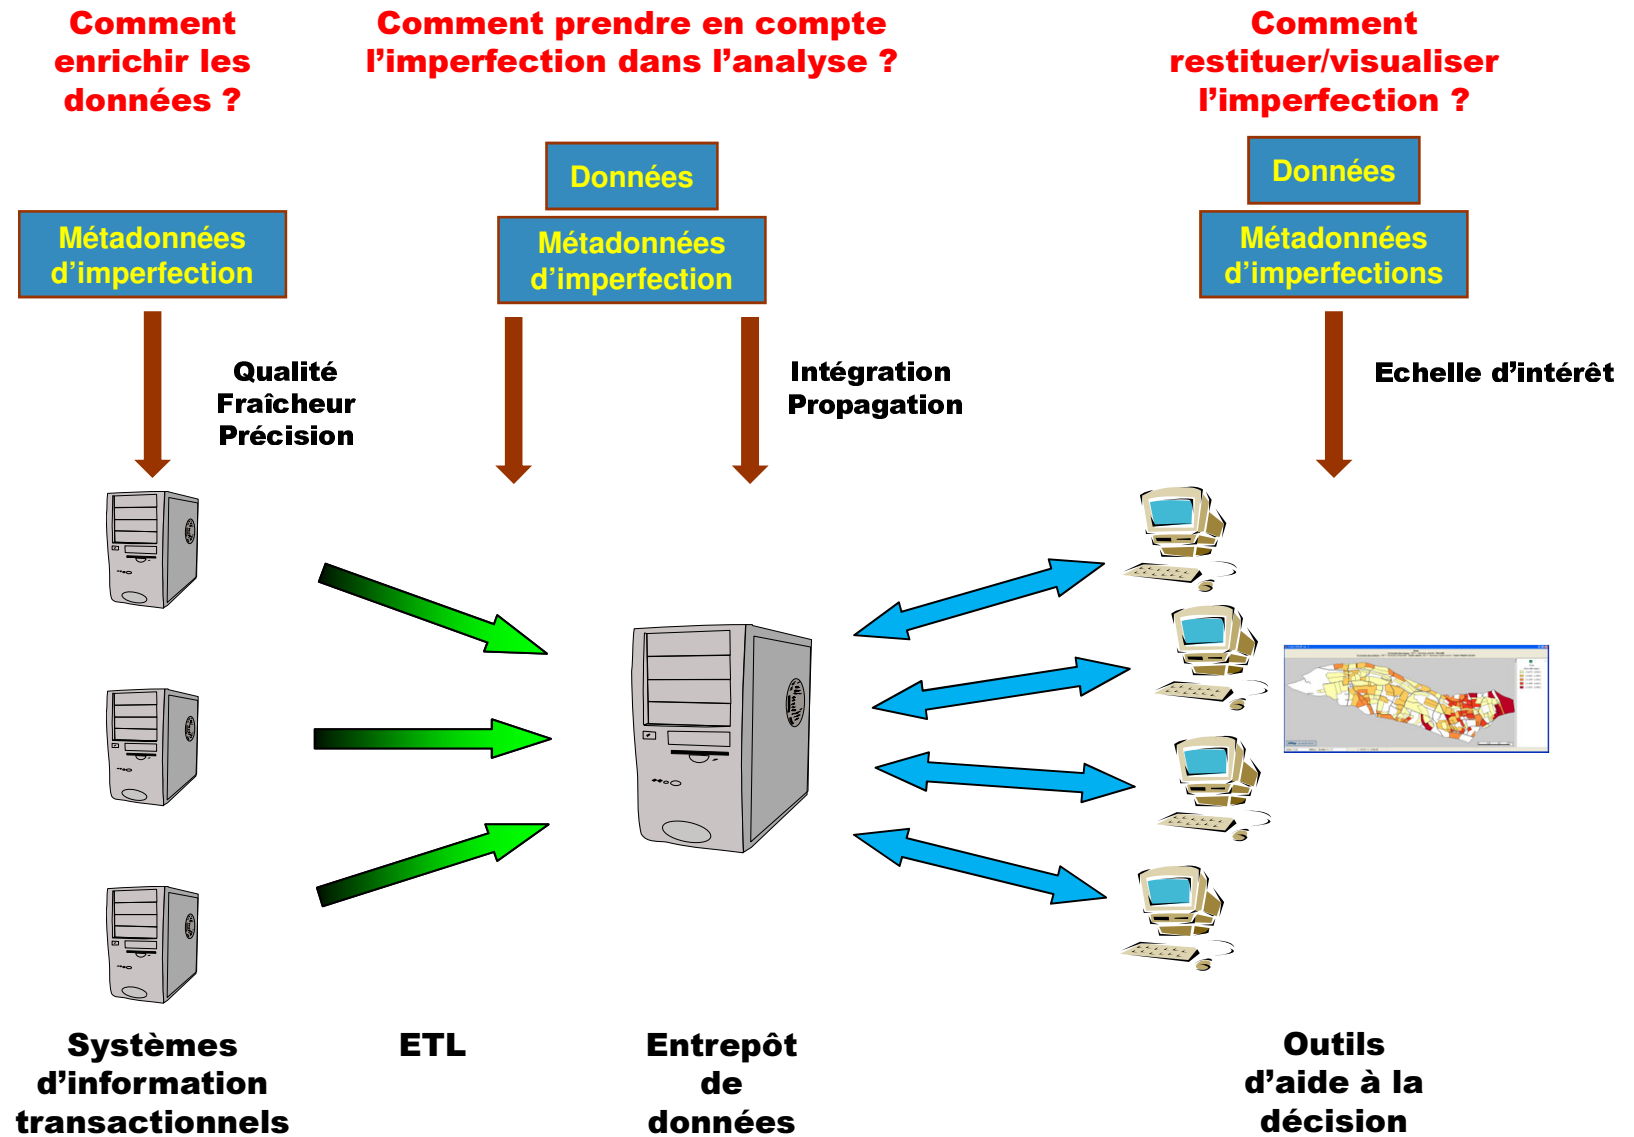 Comment
enrichir les
données ?
Comment prendre en compte
l’imperfection dans l’analyse ?
Comment
restituer/visualiser
l’imperfection ?
Données
Données
Métadonnées
d’imperfection
Métadonnées
d’imperfection
Métadonnées
d’imperfections
Qualité
Fraîcheur
Précision
Intégration
Propagation
Echelle d’intérêt
Systèmes
d’information
transactionnels
ETL
Entrepôt
de
données
Outils
d’aide à la
décision